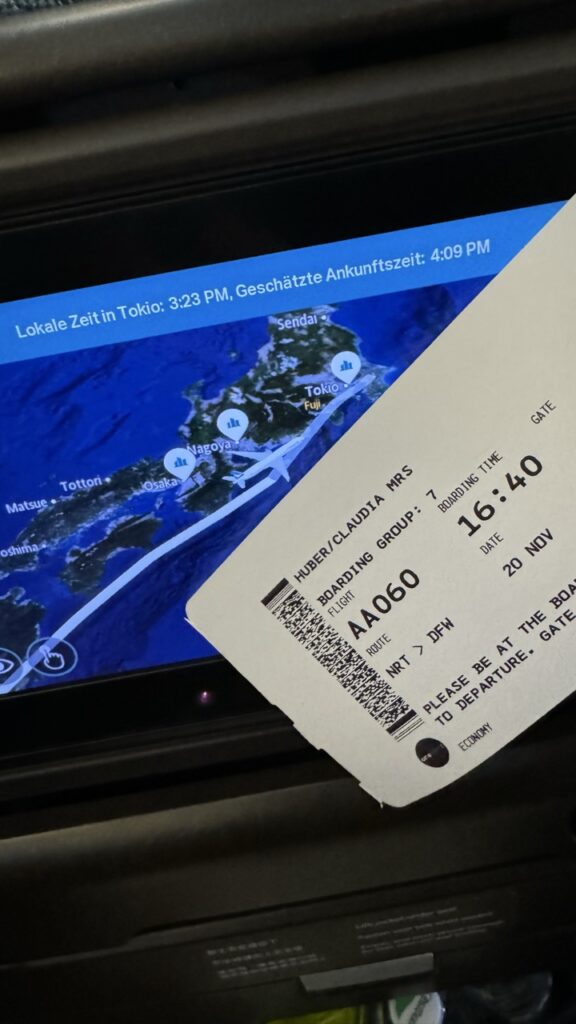 Lokale Zeit in Tokio: 3:23 PM, Geschätzte Ankunftszeit: 4:09 PM
Sendai
Tokio
Fuji
Nagoya
Osaka
Tottori
Matsue
oshima
HUBER/CLAUDIA MRS
BOARDING GROUP: 7
FLIGHT
AA060
BOARDING TIME
16:40
GATE
ROUTE
NRT > DFW
DATE
20 NOV
PLEASE BE AT THE BOA
TO DEPARTURE. GATE
ECONOMY